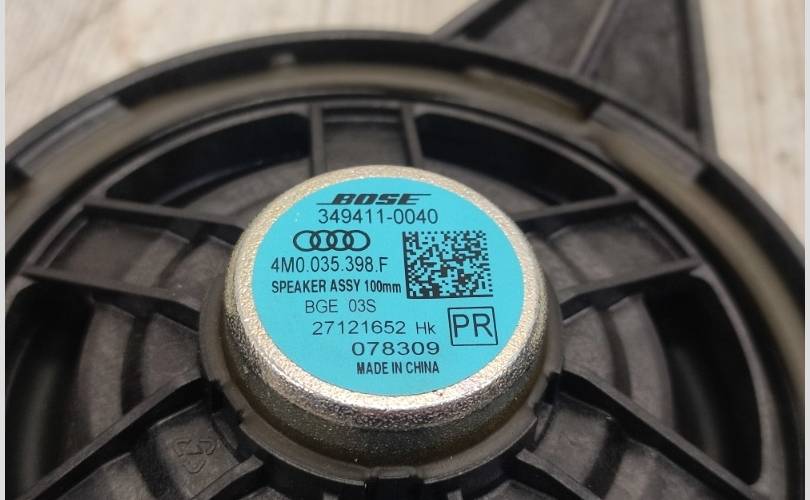 BOSE
349411-0040
4M0.035.398.F
SPEAKER ASSY 100mm
BGE 03S
27121652 Hk
PR
078309
MADE IN CHINA